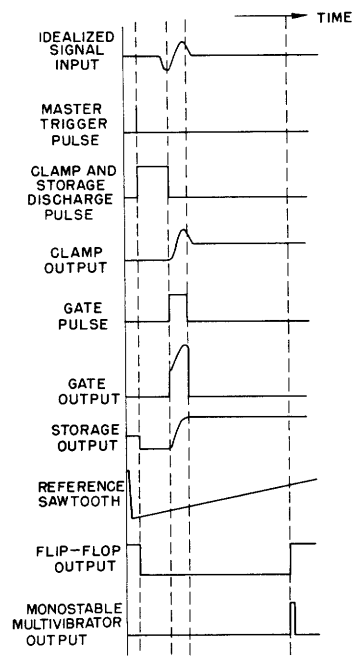 TIME
IDEALIZED
SIGNAL
INPUT
MASTER
TRIGGER
PULSE
CLAMP AND
STORAGE
DISCHARGE
PULSE
CLAMP
OUTPUT
GATE
PULSE
GATE
OUTPUT
STORAGE
OUTPUT
REFERENCE
SAWTOOTH
FLIP-FLOP
OUTPUT
MONOSTABLE
MULTIVIBRATOR
OUTPUT